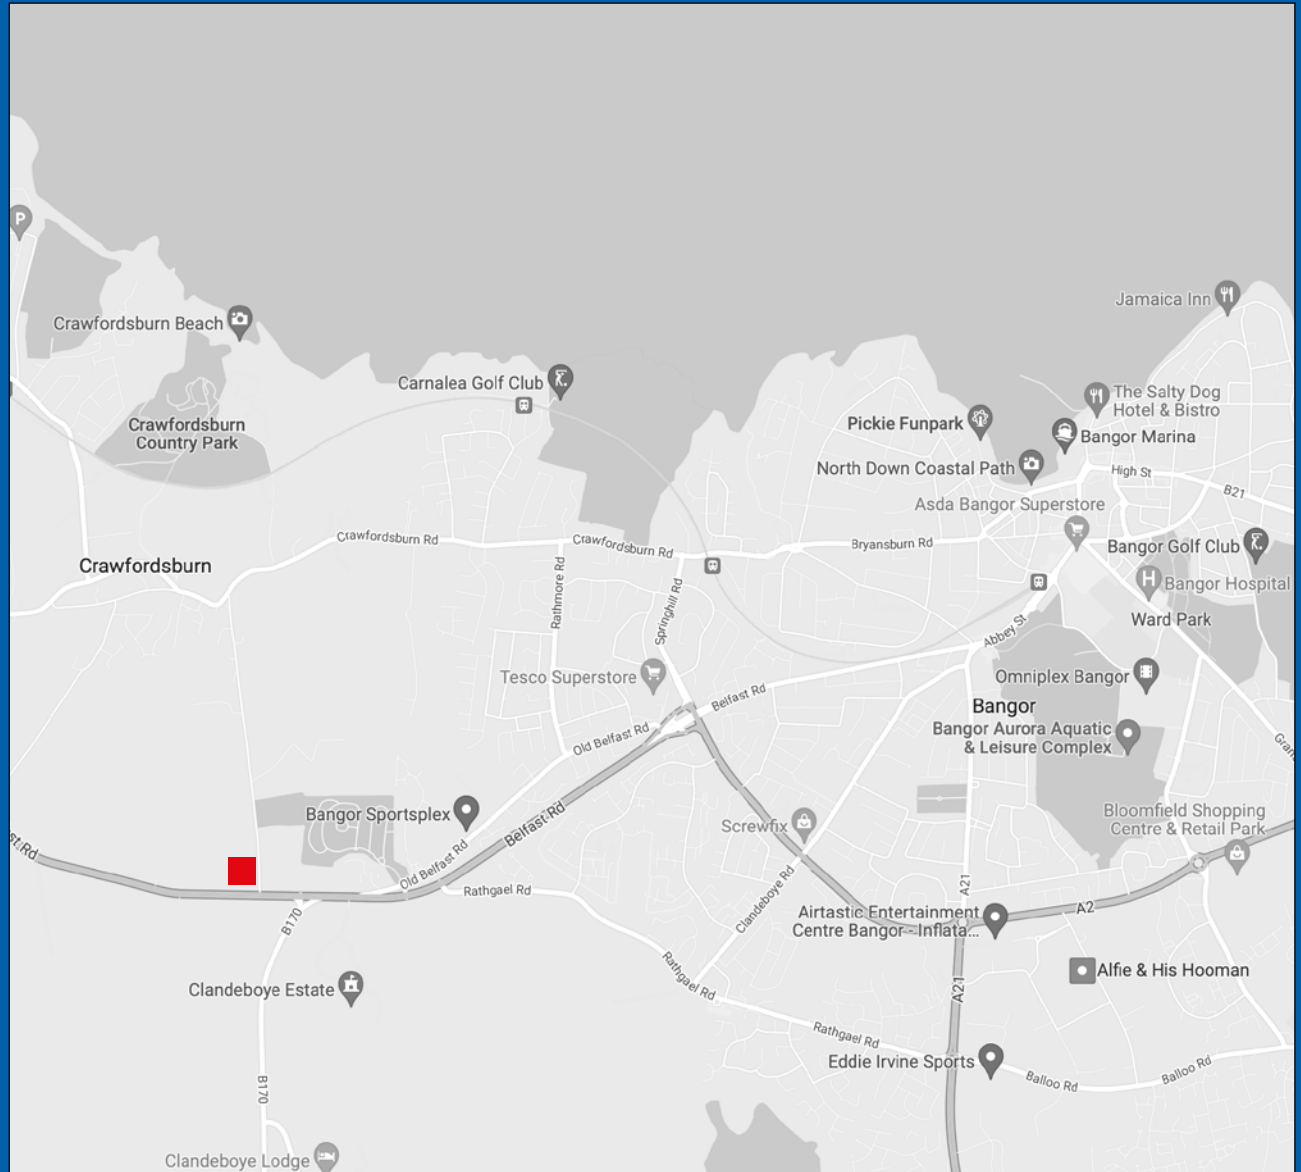 P
Jamaica Inn
Crawfordsburn Beach
Carnalea Golf Club
The Salty Dog
Hotel & Bistro
Crawfordsburn
Country Park
Pickie Funpark
Bangor Marina
North Down Coastal Path
High St
B21
Asda Bangor Superstore
Crawfordsburn Rd
Crawfordsburn Rd
Bryansburn Rd
Bangor Golf Club
Crawfordsburn
Rathmore Rd
Springhill Rd
H
Bangor Hospital
Abbey St
Ward Park
Tesco Superstore
Omniplex Bangor
Belfast Rd
Bangor
Old Belfast Rd
Bangor Aurora Aquatic
& Leisure Complex
Bangor Sportsplex
Belfast Rd
Screwfix
Bloomfield Shopping
Centre & Retail Park
Old Belfast Rd
Rathgael Rd
Clandeboye Rd
A21
B170
Airtastic Entertainment
Centre Bangor - Inflata...
A2
Rathgael Rd
Alfie & His Hooman
Clandeboye Estate
A21
Rathgael Rd
Eddie Irvine Sports
Balloo Rd
Balloo Rd
B170
Clandeboye Lodge